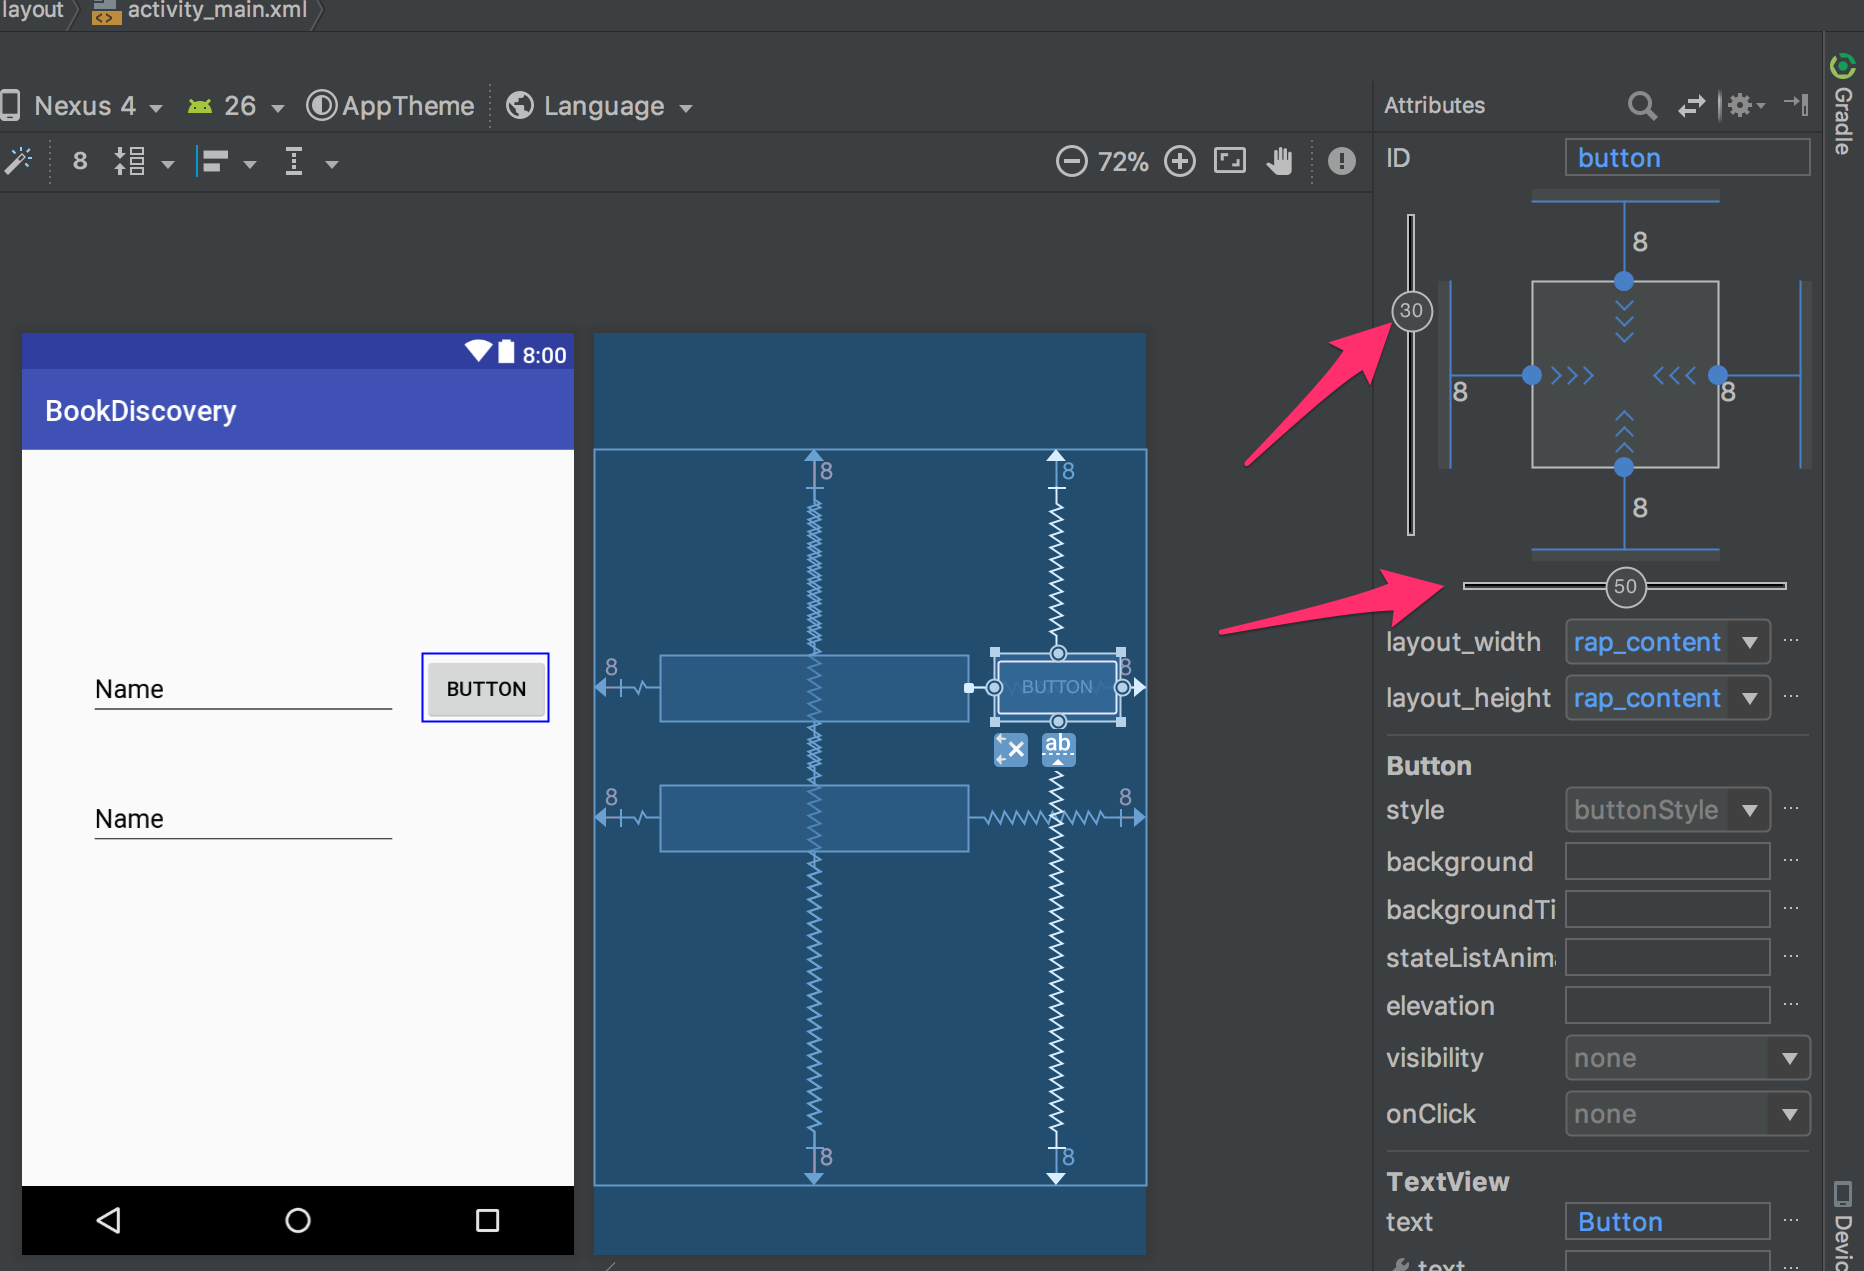 layout activity_main.xml
Nexus 4 26 AppTheme Language
8 72%
Attributes
Gradle
ID button
8
30
8 8
8
50
layout_width rap_content
layout_height rap_content
Button
style buttonStyle
background
backgroundTi
stateListAnim
elevation
visibility none
onClick none
TextView
text Button
text
8:00
BookDiscovery
Name BUTTON
Name
8 8
8 BUTTON 8
ab
8 8
8 8
Devic